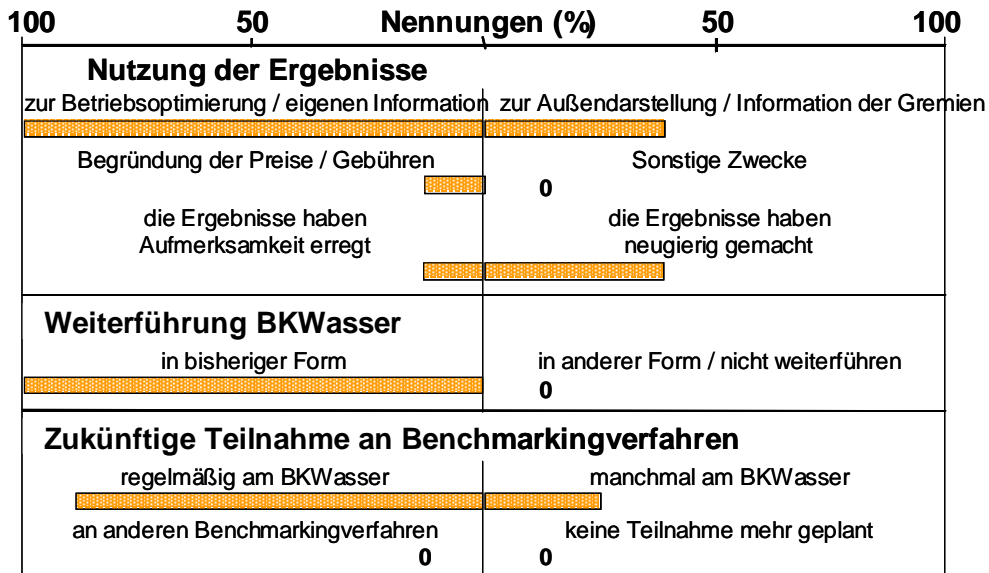 100 50 Nennungen (%) 50 100
Nutzung der Ergebnisse
zur Betriebsoptimierung / eigenen Information zur Außendarstellung / Information der Gremien
Begründung der Preise / Gebühren Sonstige Zwecke
0
die Ergebnisse haben die Ergebnisse haben
Aufmerksamkeit erregt neugierig gemacht
Weiterführung BKWasser
in bisheriger Form in anderer Form / nicht weiterführen
0
Zukünftige Teilnahme an Benchmarkingverfahren
regelmäßig am BKWasser manchmal am BKWasser
an anderen Benchmarkingverfahren keine Teilnahme mehr geplant
0 0